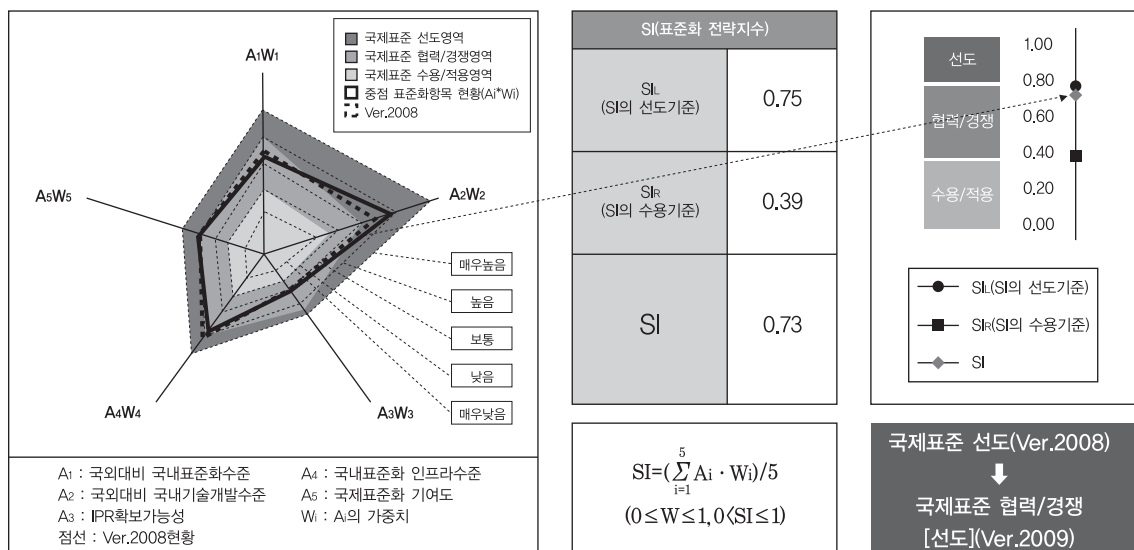 국제표준 선도영역
국제표준 협력/경쟁영역
국제표준 수용/적용영역
중점 표준화항목 현황(Ai*Wi)
Ver.2008
A1W1
A2W2
A5W5
A4W4
A3W3
매우높음
높음
보통
낮음
매우낮음
A1 : 국외대비 국내표준화수준
A2 : 국외대비 국내기술개발수준
A3 : IPR확보가능성
점선 : Ver.2008현황
A4 : 국내표준화 인프라수준
A5 : 국제표준화 기여도
Wi : Ai의 가중치
SI(표준화 전략지수)
SIL
(SI의 선도기준)
0.75
SIR
(SI의 수용기준)
0.39
SI
0.73
SI=(∑Ai · Wi)/5
5
i=1
(0≤W≤1, 0<SI≤1)
선도
협력/경쟁
수용/적용
1.00
0.80
0.60
0.40
0.20
0.00
SIL(SI의 선도기준)
SIR(SI의 수용기준)
SI
국제표준 선도(Ver.2008)
국제표준 협력/경쟁
[선도](Ver.2009)